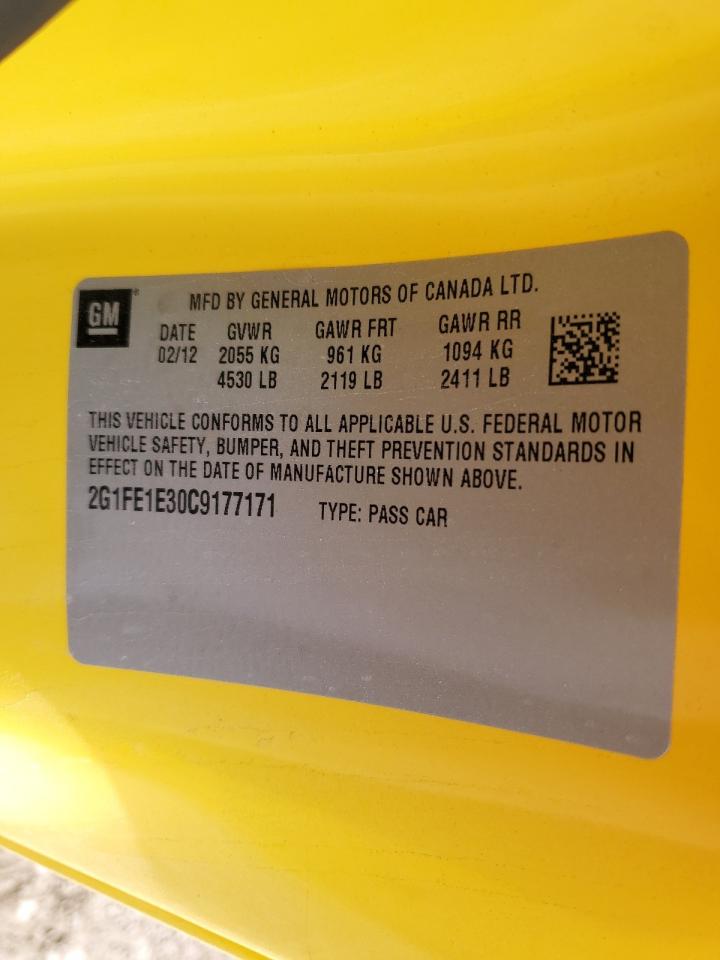 GM
MFD BY GENERAL MOTORS OF CANADA LTD.
DATE GVWR GAWR FRT GAWR RR
02/12 2055 KG 961 KG 1094 KG
4530 LB 2119 LB 2411 LB
THIS VEHICLE CONFORMS TO ALL APPLICABLE U.S. FEDERAL MOTOR
VEHICLE SAFETY, BUMPER, AND THEFT PREVENTION STANDARDS IN
EFFECT ON THE DATE OF MANUFACTURE SHOWN ABOVE.
2G1FE1E30C9177171 TYPE: PASS CAR